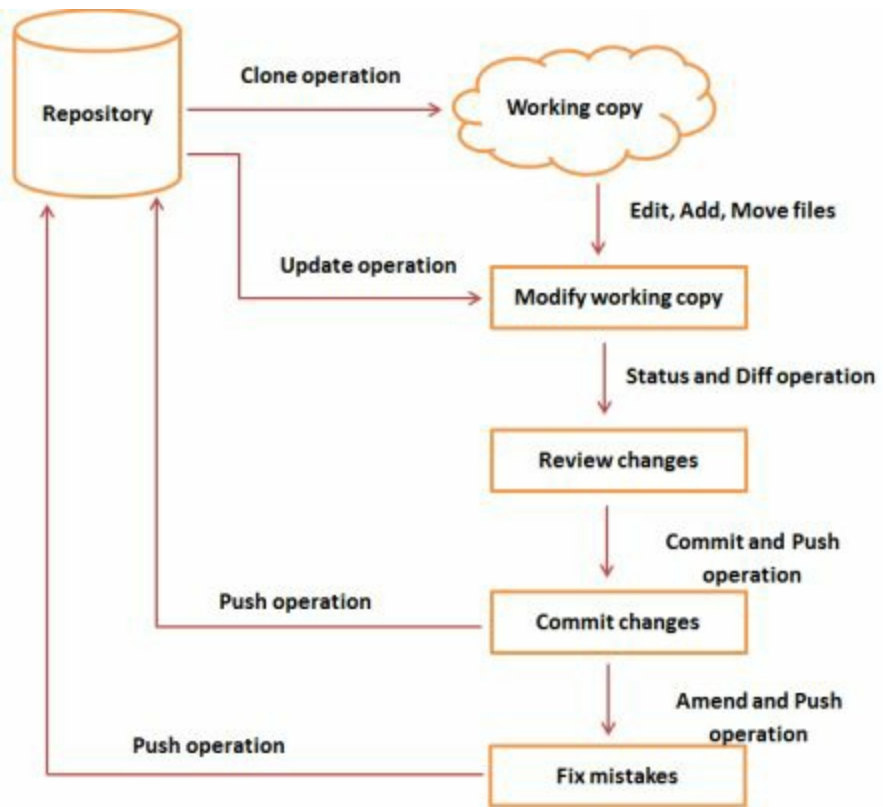 Clone operation
Repository
Working copy
Edit, Add, Move files
Update operation
Modify working copy
Status and Diff operation
Review changes
Commit and Push
operation
Push operation
Commit changes
Amend and Push
operation
Push operation
Fix mistakes